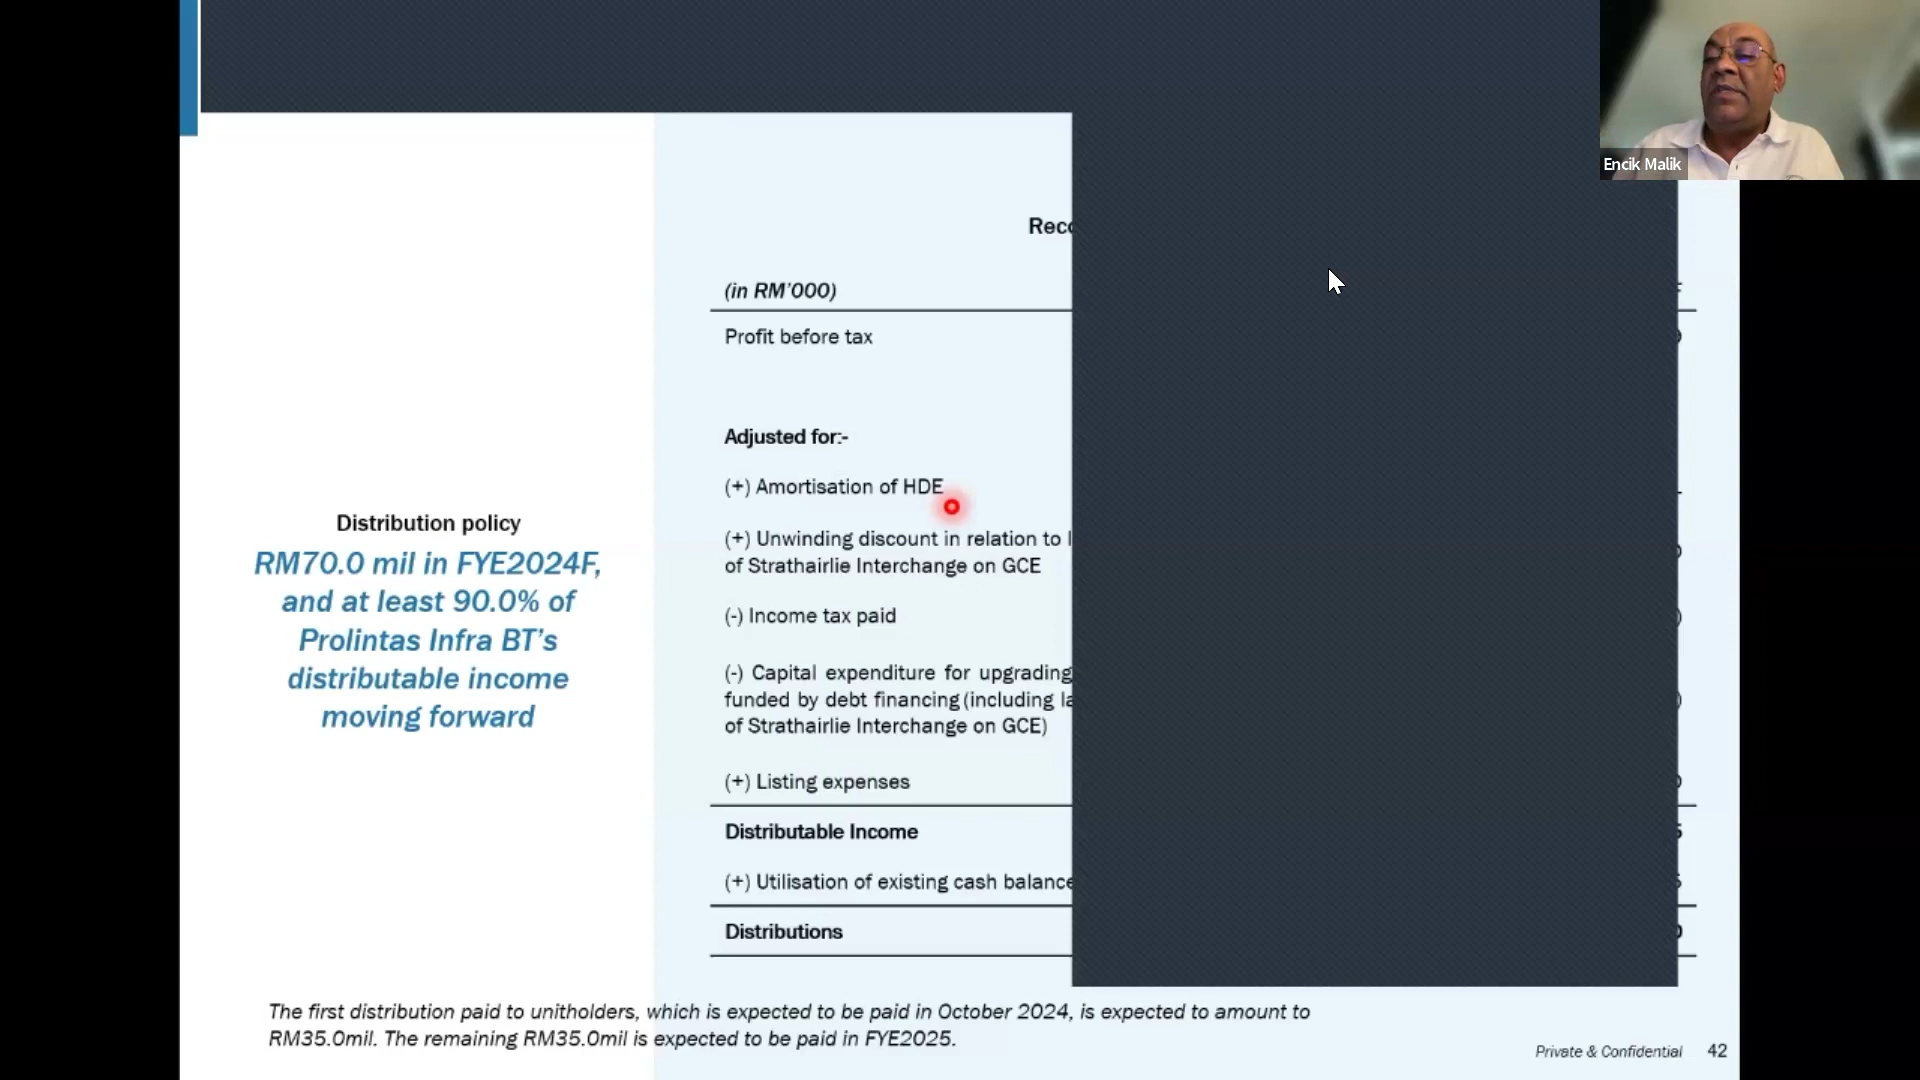 Encik Malik
(in RM'000)
Profit before tax
Adjusted for:-
(+) Amortisation of HDE
(+) Unwinding discount in relation to
of Strathairlie Interchange on GCE
(-) Income tax paid
(-) Capital expenditure for upgrading
funded by debt financing (including
of Strathairlie Interchange on GCE)
(+) Listing expenses
Distributable Income
(+) Utilisation of existing cash balance
Distributions
Distribution policy
RM70.0 mil in FYE2024F,
and at least 90.0% of
Prolintas Infra BT's
distributable income
moving forward
The first distribution paid to unitholders, which is expected to be paid in October 2024, is expected to amount to
RM35.0mil. The remaining RM35.0mil is expected to be paid in FYE2025.
Private & Confidential 42